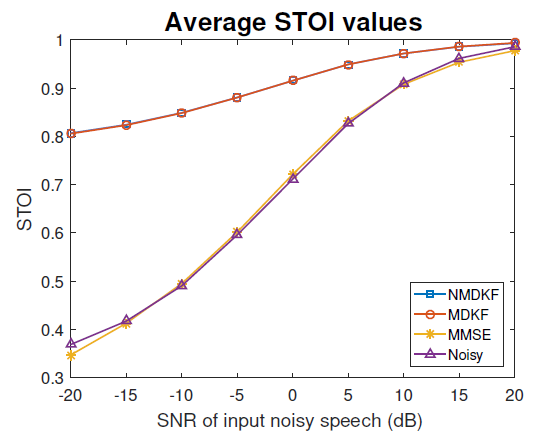 Average STOI values
1
0.9
0.8
0.7
0.6
0.5
0.4
0.3
STOI
-20 -15 -10 -5 0 5 10 15 20
SNR of input noisy speech (dB)
NMDKF
MDKF
MMSE
Noisy